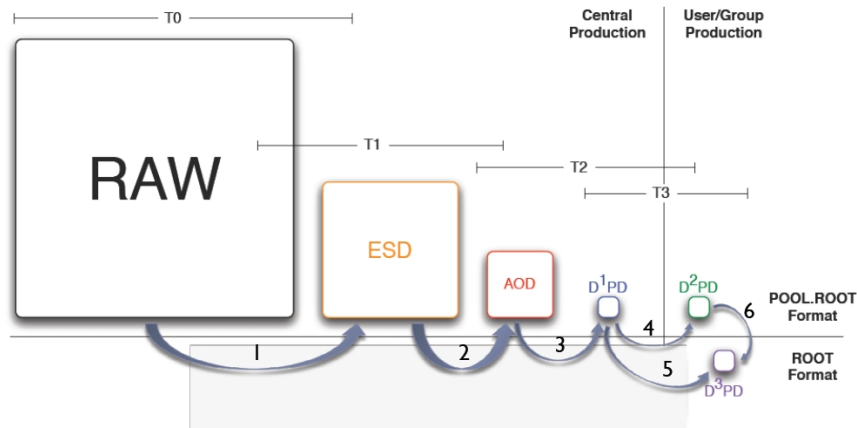 T0
Central
Production
User/Group
Production
T1
T2
T3
RAW
ESD
AOD
D¹PD
D²PD
POOL.ROOT
Format
ROOT
Format
D³PD
1
2
3
4
5
6